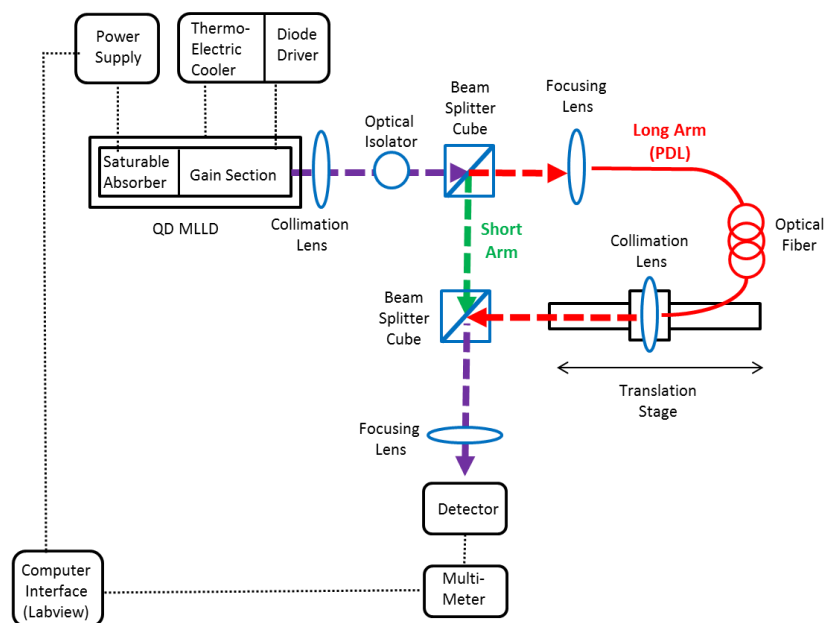 Power
Supply
Thermo-
Electric
Cooler
Diode
Driver
Saturable
Absorber
Gain Section
QD MLLD
Collimation
Lens
Optical
Isolator
Beam
Splitter
Cube
Focusing
Lens
Long Arm
(PDL)
Optical
Fiber
Short
Arm
Collimation
Lens
Beam
Splitter
Cube
Translation
Stage
Focusing
Lens
Detector
Computer
Interface
(Labview)
Multi-
Meter